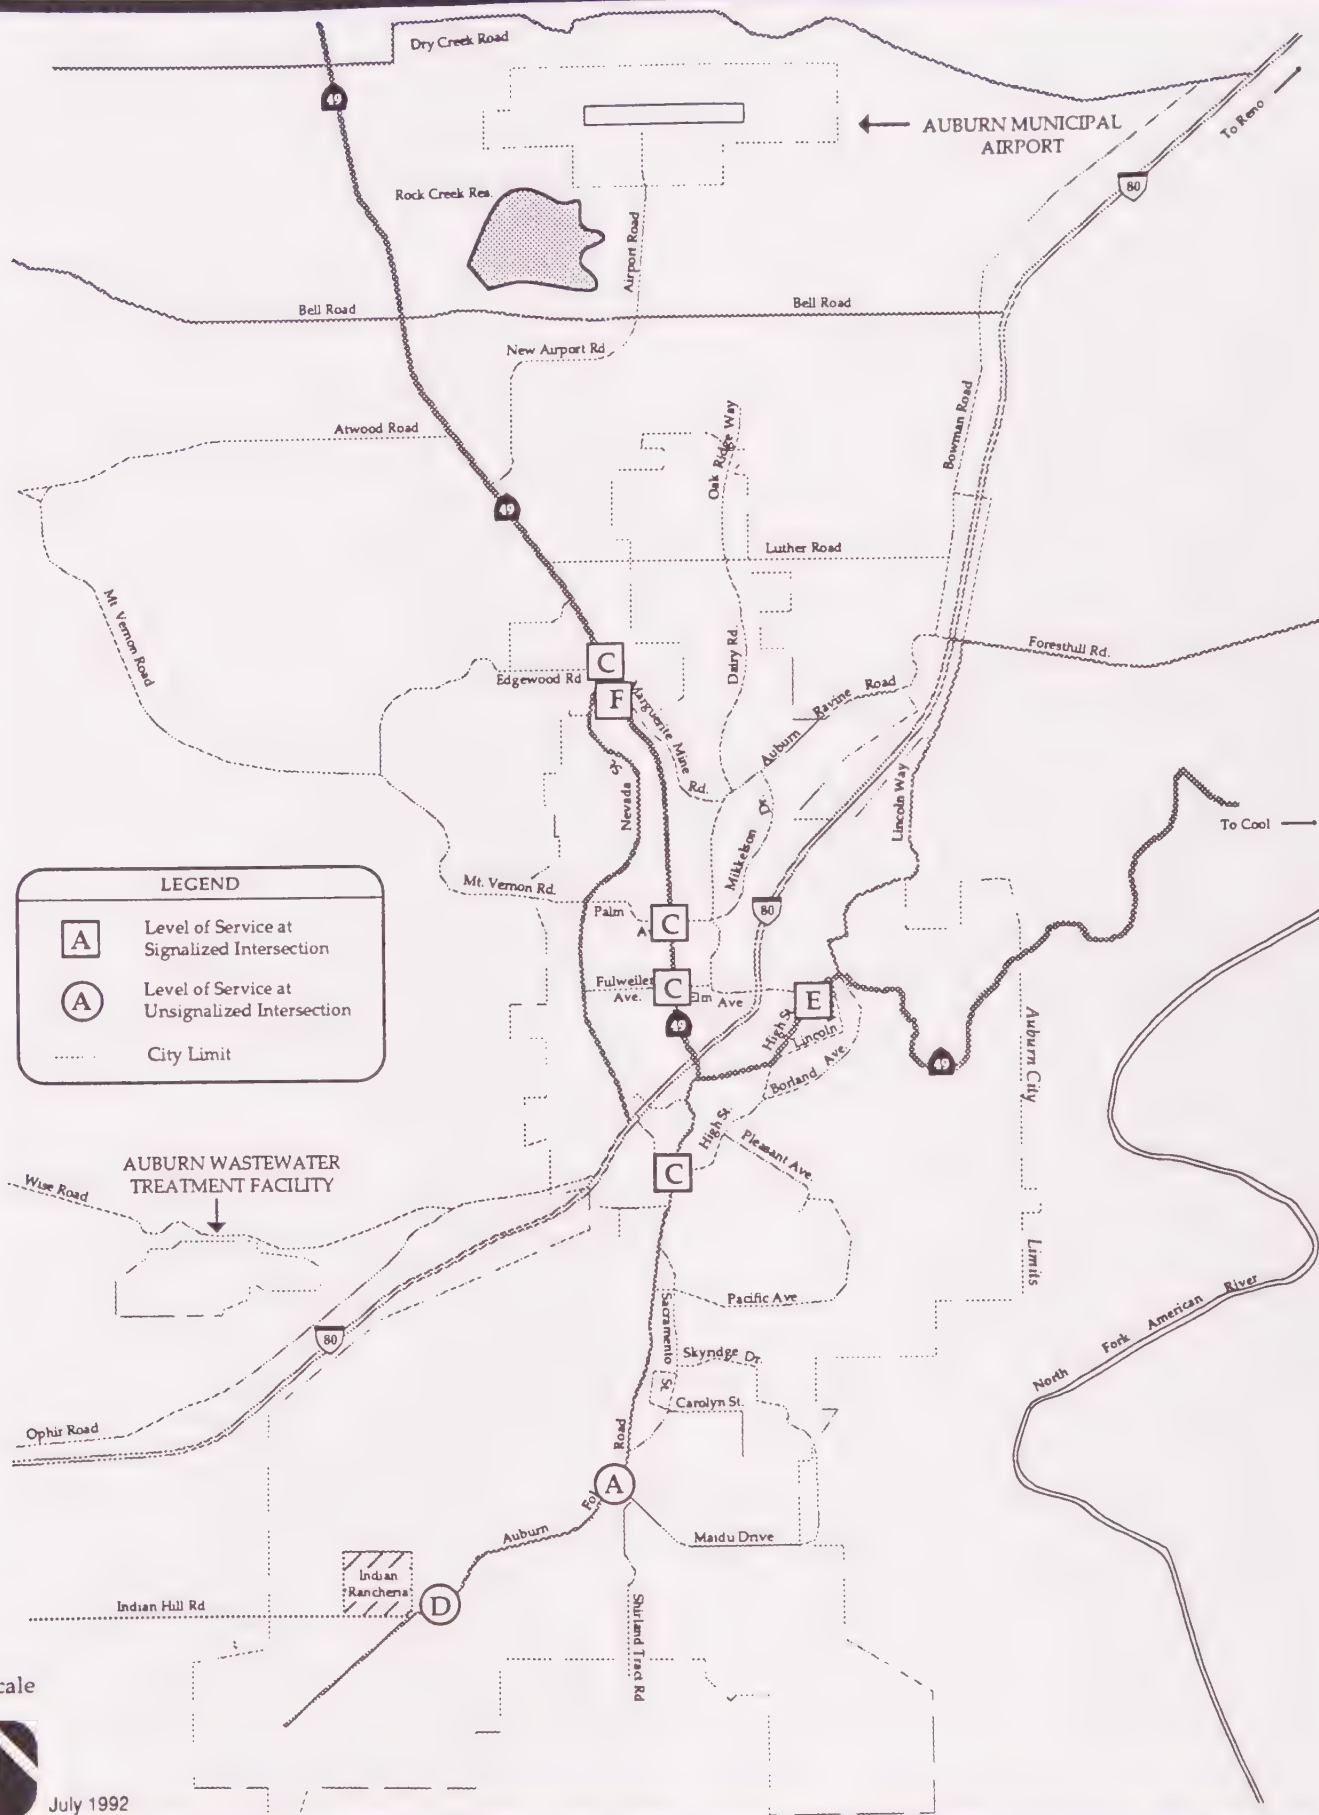 Dry Creek Road
49
AUBURN MUNICIPAL
AIRPORT
To Reno
80
Rock Creek Res.
Airport Road
Bell Road
Bell Road
New Airport Rd
Atwood Road
Oak Ridge Way
Bowman Road
49
Luther Road
Mt Vernon Road
C
Edgewood Rd
F
Marguerite Mine
Rd.
Dairy Rd.
Foresthill Rd.
Auburn Ravine Road
Nevada
St
Mikkelson Dr.
Lincoln Way
To Cool
LEGEND
A
Level of Service at
Signalized Intersection
A
Level of Service at
Unsignalized Intersection
City Limit
Mt. Vernon Rd.
Palm
A
C
80
Fulweiler
Ave.
C
Elm Ave
E
49
High St
Lincoln
Borland Ave.
49
Auburn City
Limits
High St.
Pleasant Ave
C
AUBURN WASTEWATER
TREATMENT FACILITY
Wise Road
80
Pacific Ave
Sacramento
St.
Skyridge Dr.
Carolyn St.
North Fork American River
Ophir Road
Road
A
Fol
Auburn
Maidu Drive
Indian
Rancheria
D
Indian Hill Rd
Shirland Tract Rd
cale
July 1992